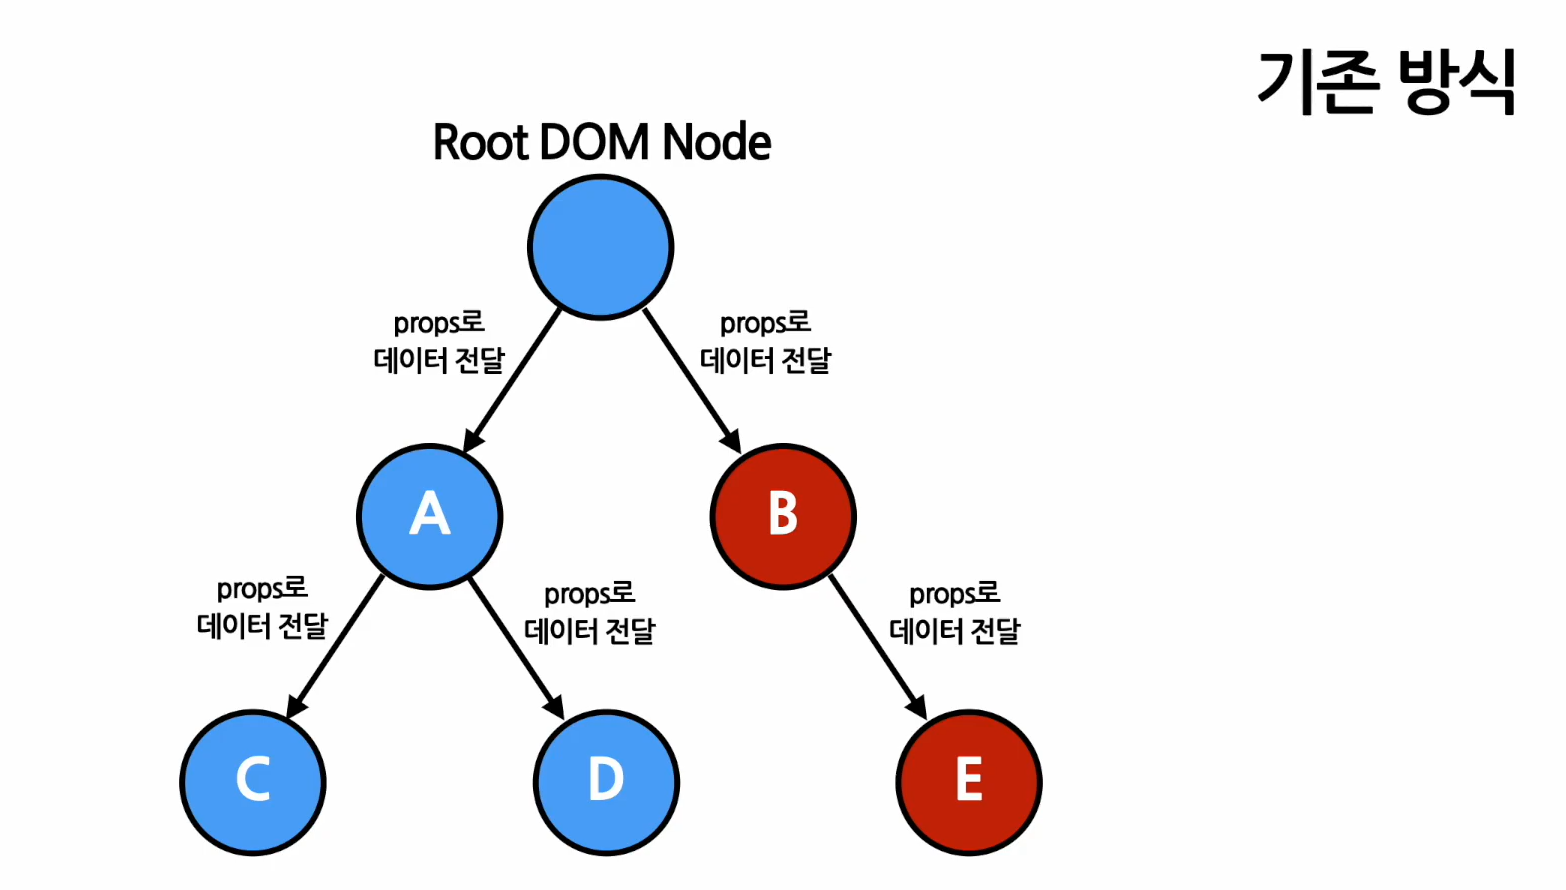 기존 방식
Root DOM Node
props로
데이터 전달
props로
데이터 전달
A
B
props로
데이터 전달
props로
데이터 전달
props로
데이터 전달
C
D
E